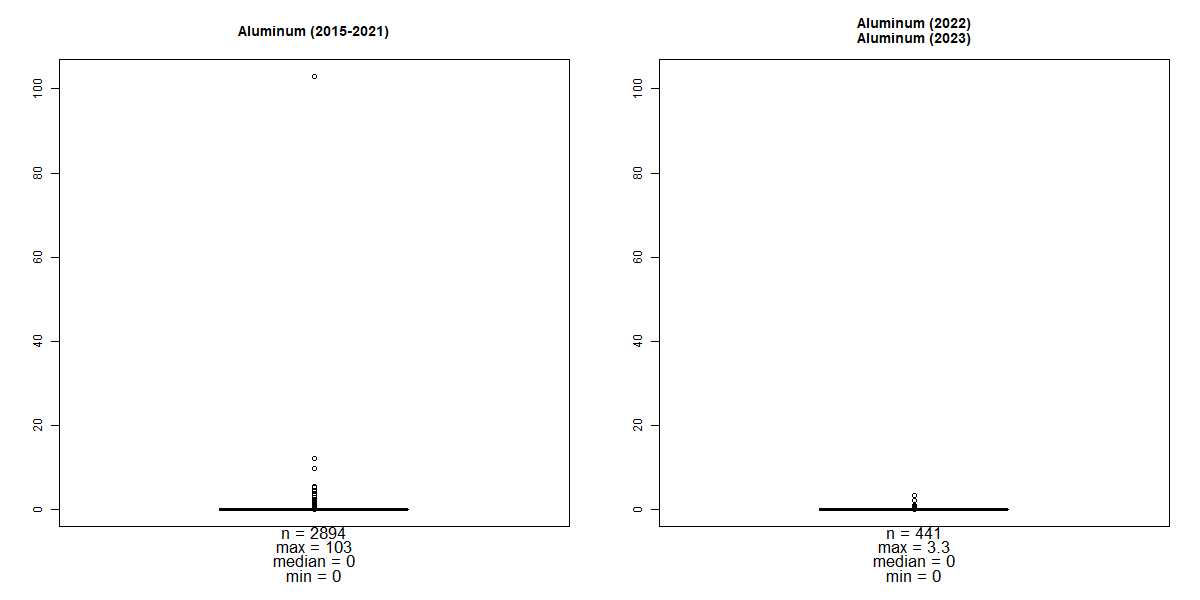 Aluminum (2015-2021)
100
80
60
40
20
0
n = 2894
max = 103
median = 0
min = 0
Aluminum (2022)
Aluminum (2023)
100
80
60
40
20
0
n = 441
max = 3.3
median = 0
min = 0